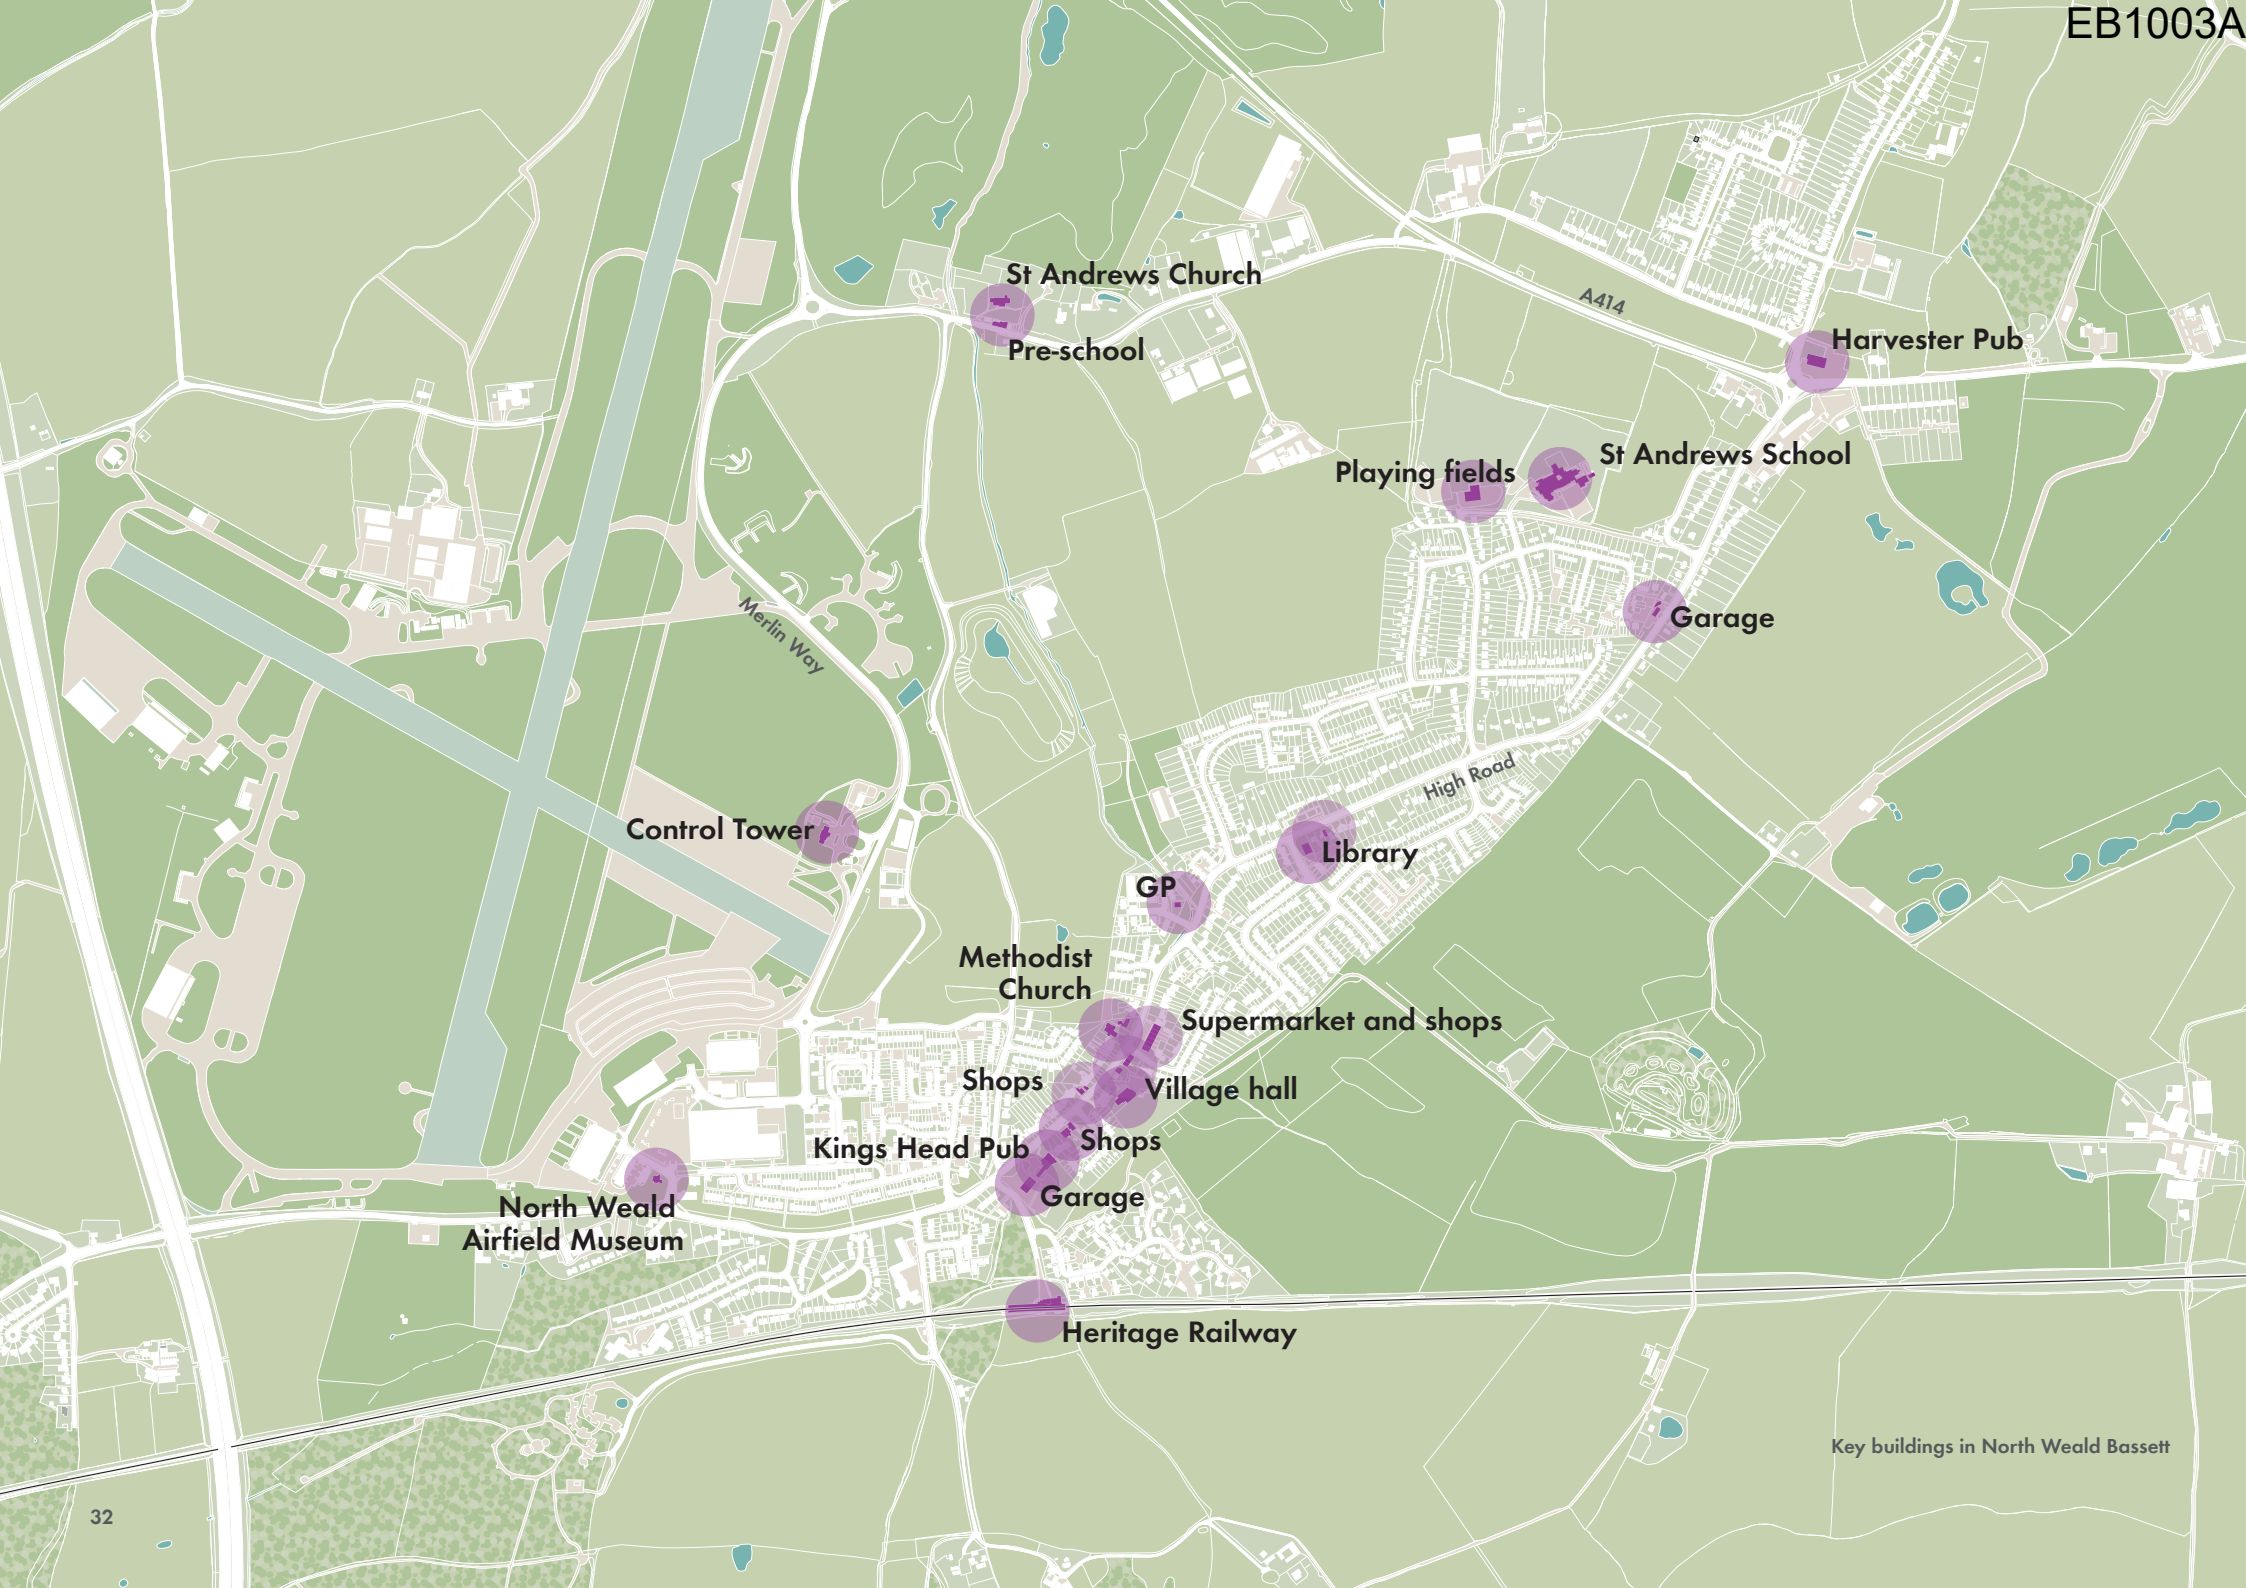 EB1003A
St Andrews Church
A414
Harvester Pub
Pre-school
St Andrews School
Playing fields
Garage
Merlin Way
High Road
Control Tower
Library
GP
Methodist
Church
Supermarket and shops
Shops
Village hall
Kings Head Pub
Shops
Garage
North Weald
Airfield Museum
Heritage Railway
Key buildings in North Weald Bassett
32